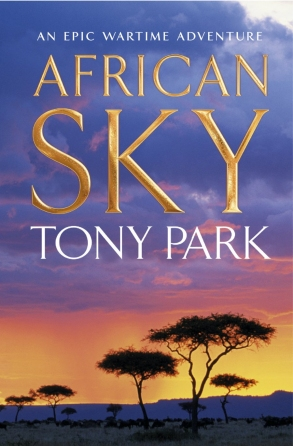 AN EPIC WARTIME ADVENTURE
AFRICAN
SKY
TONY PARK